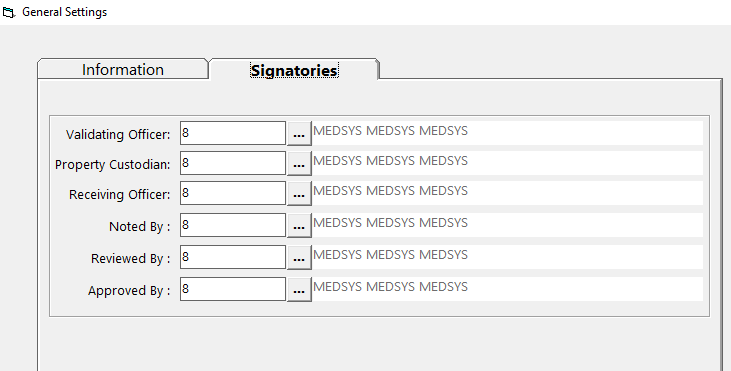 General Settings
Information Signatories
Validating Officer: 8 ... MEDSYS MEDSYS MEDSYS
Property Custodian: 8 ... MEDSYS MEDSYS MEDSYS
Receiving Officer: 8 ... MEDSYS MEDSYS MEDSYS
Noted By : 8 ... MEDSYS MEDSYS MEDSYS
Reviewed By : 8 ... MEDSYS MEDSYS MEDSYS
Approved By : 8 ... MEDSYS MEDSYS MEDSYS